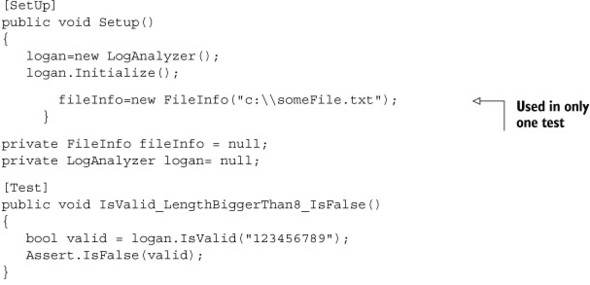 [SetUp]
public void Setup()
{
logan=new LogAnalyzer();
logan.Initialize();
fileInfo=new FileInfo("c:\\someFile.txt");
}
Used in only
one test
private FileInfo fileInfo = null;
private LogAnalyzer logan= null;
[Test]
public void IsValid_LengthBiggerThan8_IsFalse()
{
bool valid = logan.IsValid("123456789");
Assert.IsFalse(valid);
}